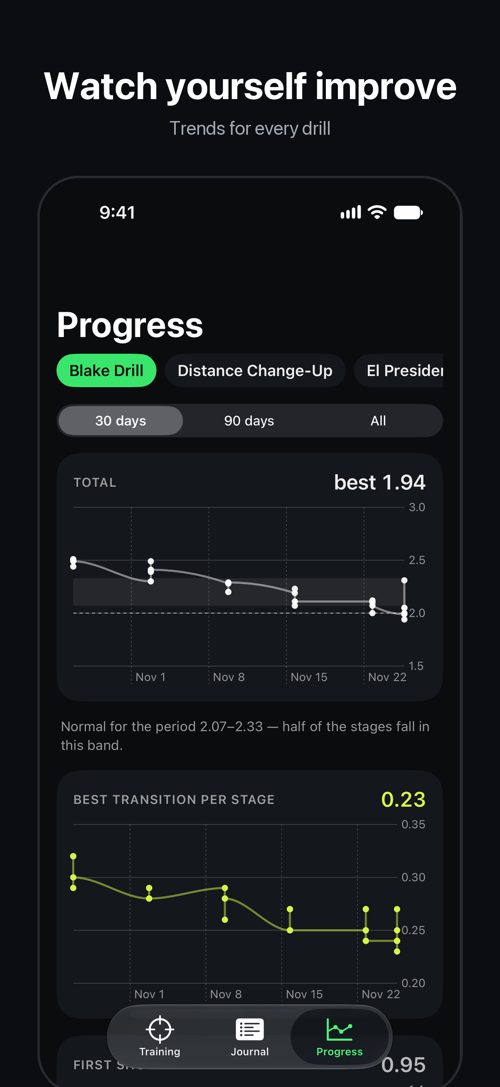 Watch yourself improve
Trends for every drill
9:41
Progress
Blake Drill
Distance Change-Up
30 days
90 days
All
TOTAL
best 1.94
3.0
2.5
2.0
1.5
Nov 1
Nov 8
Nov 15
Nov 22
Normal for the period 2.07–2.33 — half of the stages fall in
this band.
BEST TRANSITION PER STAGE
0.23
0.35
0.30
0.25
0.20
Nov 1
Nov 8
Nov 15
Nov 22
Training
Journal
Progress
FIRST
0.95